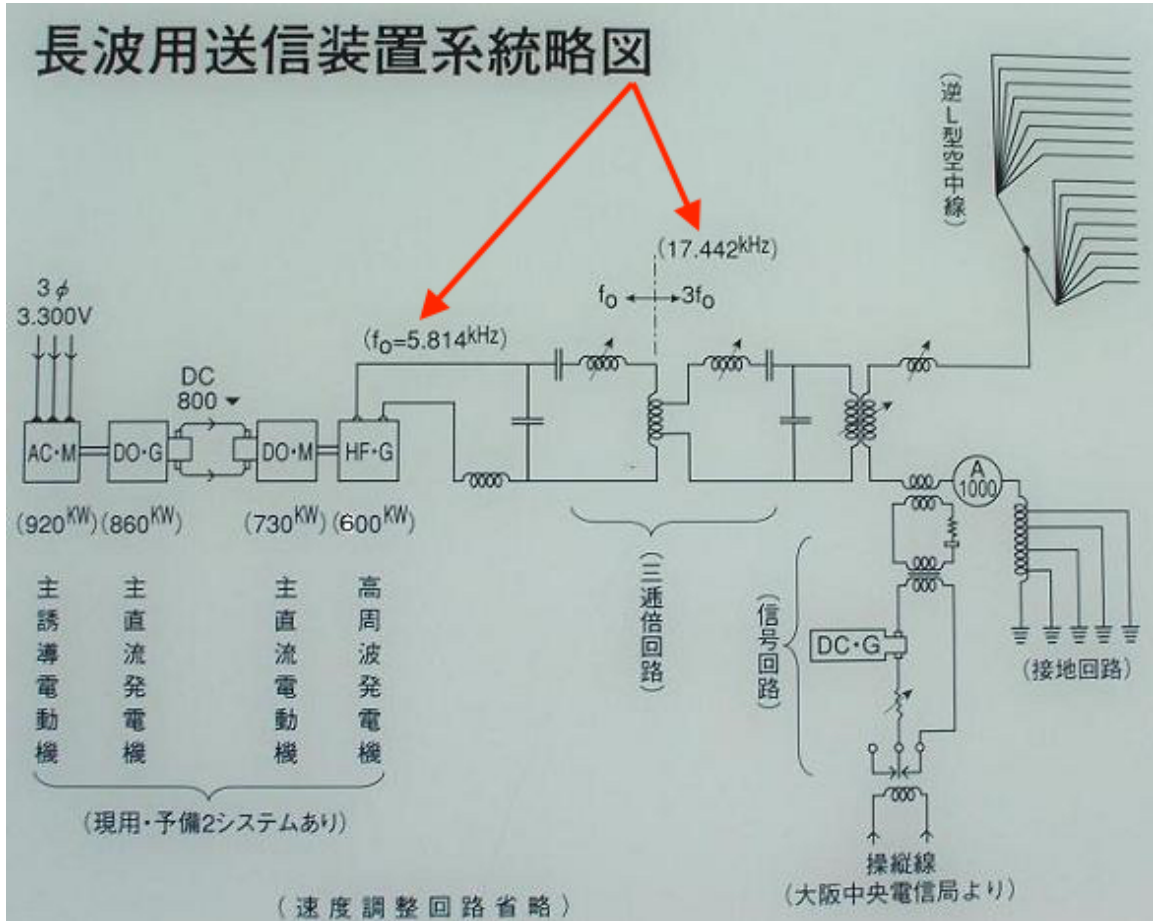 長波用送信装置系統略図
(逆L型空中線)
(17.442kHz)
f₀ 3f₀
3φ
3.300V
(f₀=5.814kHz)
DC
800 ▼
AC・M
DO・G
DO・M
HF・G
A
1000
(920KW)
(860KW)
(730KW)
(600KW)
主誘導電動機
主直流発電機
主直流電動機
高周波発電機
(三逓倍回路)
(信号回路)
DC・G
(接地回路)
(現用・予備2システムあり)
操縦線
(大阪中央電信局より)
(速度調整回路省略)